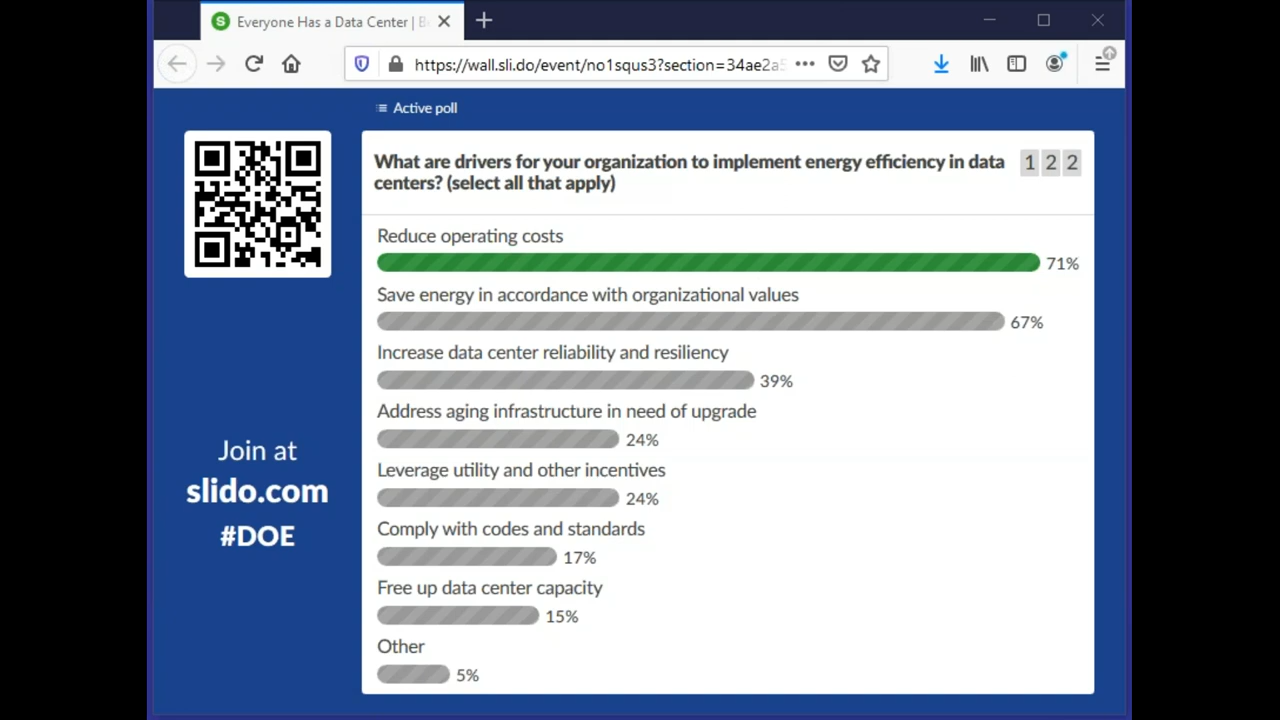 Everyone Has a Data Center | B
https://wall.sli.do/event/no1squs3?section=34ae2a5
Active poll
What are drivers for your organization to implement energy efficiency in data
centers? (select all that apply)
1 2 2
Reduce operating costs
71%
Save energy in accordance with organizational values
67%
Increase data center reliability and resiliency
39%
Address aging infrastructure in need of upgrade
24%
Leverage utility and other incentives
24%
Comply with codes and standards
17%
Free up data center capacity
15%
Other
5%
Join at
slido.com
#DOE